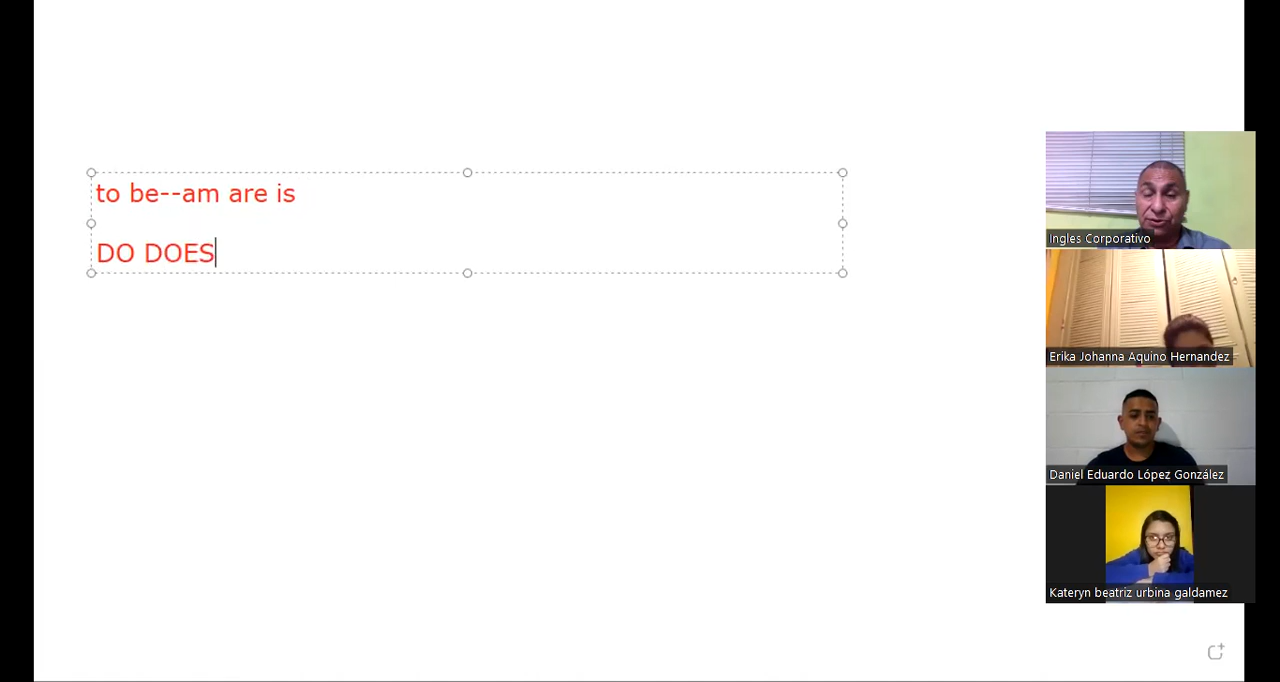 to be--am are is
DO DOES
Ingles Corporativo
Erika Johanna Aquino Hernandez
Daniel Eduardo López González
Kateryn beatriz urbina galdamez